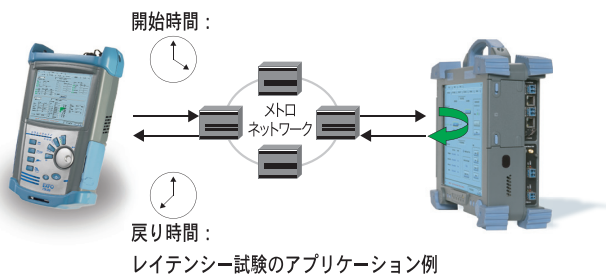 開始時間：
メトロ
ネットワーク
戻り時間：
レイテンシー試験のアプリケーション例